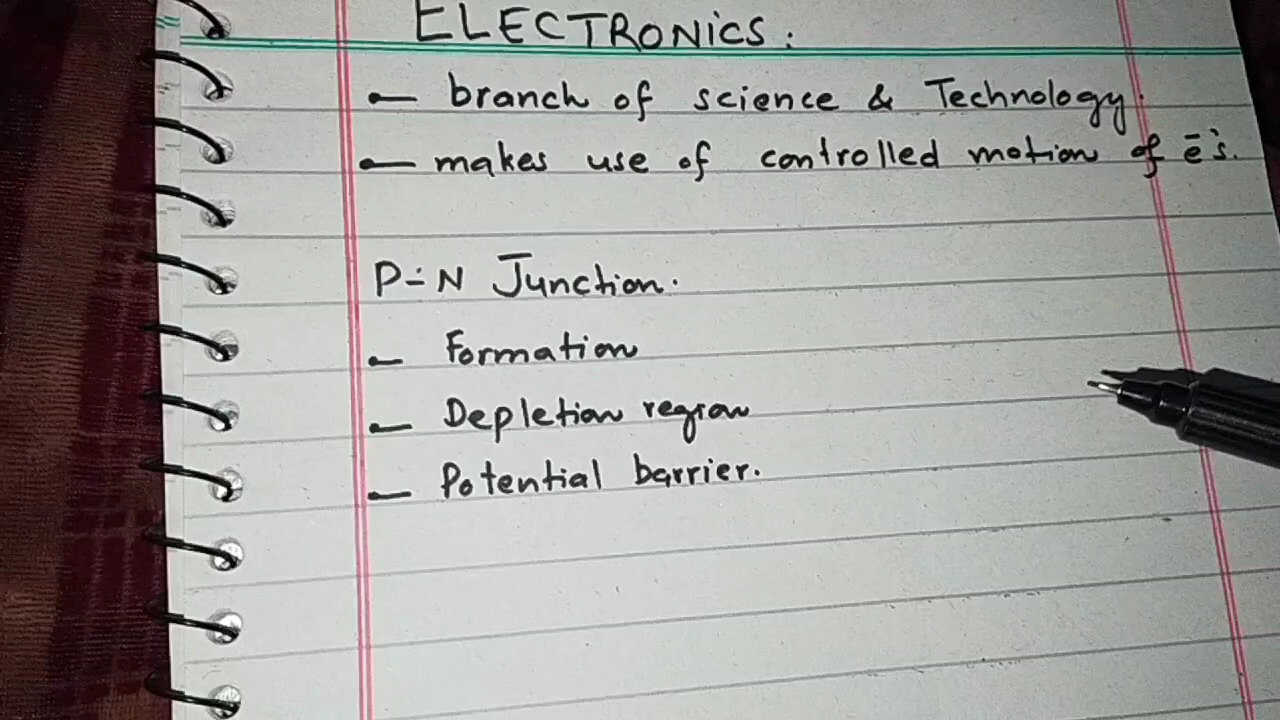 ELECTRONICS:
— branch of science & Technology.
— makes use of controlled motion of ē's.
P-N Junction.
— Formation
— Depletion region
— Potential barrier.